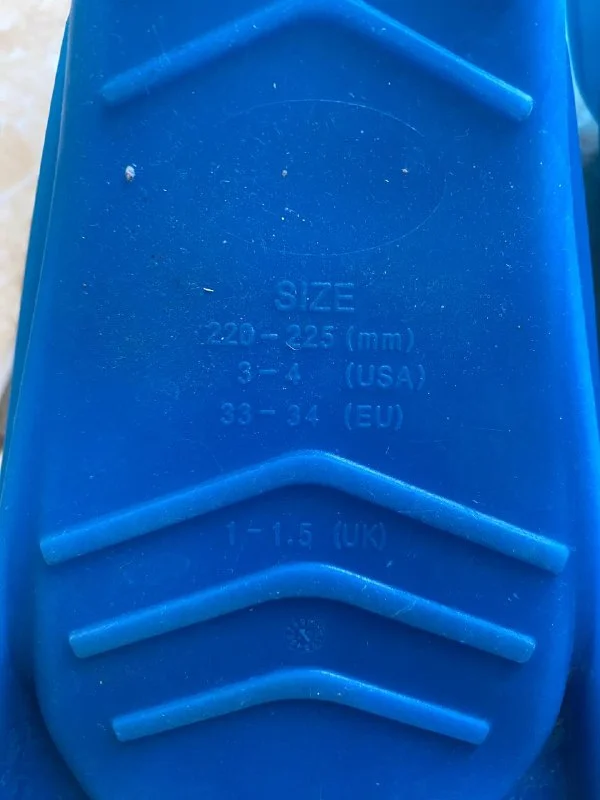 SIZE
220-225 (mm)
3-4 (USA)
33-34 (EU)
1-1.5 (UK)